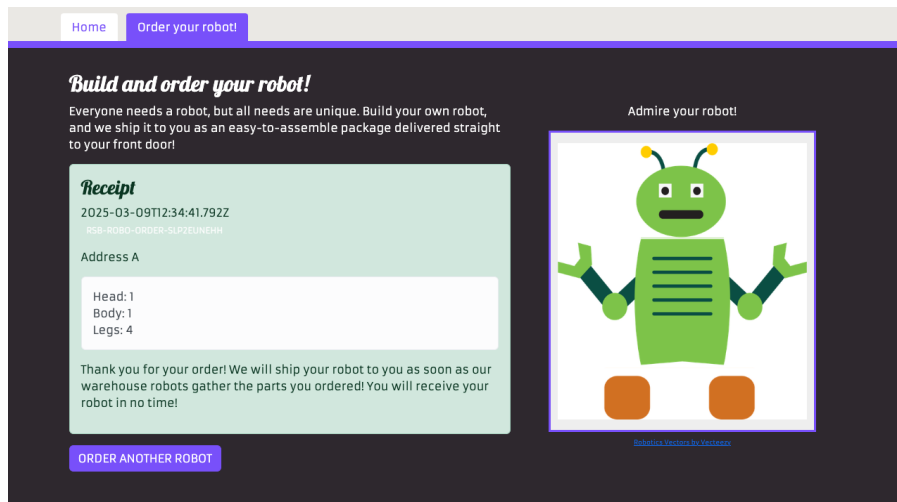 Home
Order your robot!
Build and order your robot!
Everyone needs a robot, but all needs are unique. Build your own robot,
and we ship it to you as an easy-to-assemble package delivered straight
to your front door!
Receipt
2025-03-09T12:34:41.792Z
RSB-ROBO-ORDER-SLP2EUNEHH
Address A
Head: 1
Body: 1
Legs: 4
Thank you for your order! We will ship your robot to you as soon as our
warehouse robots gather the parts you ordered! You will receive your
robot in no time!
ORDER ANOTHER ROBOT
Admire your robot!
Robotics Vectors by Vecteezy